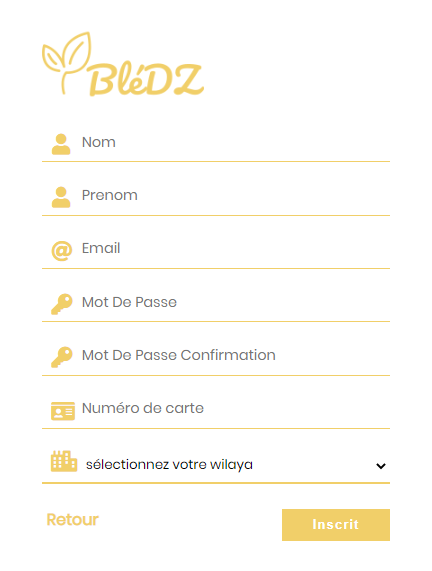 BléDZ
Nom
Prenom
Email
Mot De Passe
Mot De Passe Confirmation
Numéro de carte
sélectionnez votre wilaya
Retour
Inscrit